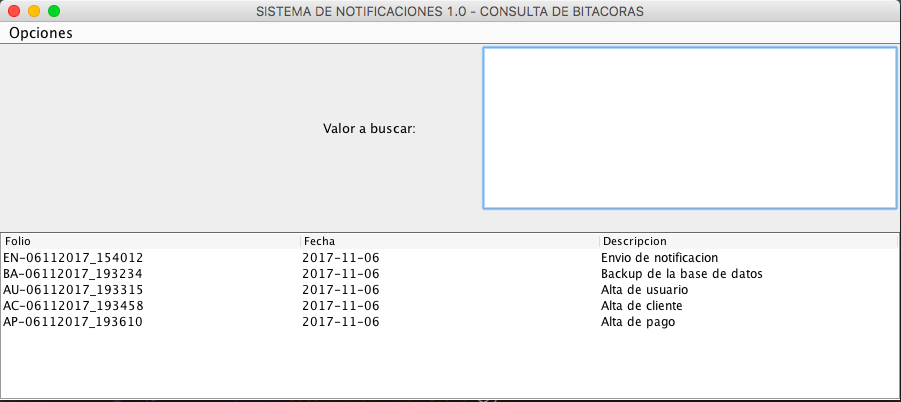 SISTEMA DE NOTIFICACIONES 1.0 - CONSULTA DE BITACORAS
Opciones
Valor a buscar:
Folio Fecha Descripcion
EN-06112017_154012 2017-11-06 Envio de notificacion
BA-06112017_193234 2017-11-06 Backup de la base de datos
AU-06112017_193315 2017-11-06 Alta de usuario
AC-06112017_193458 2017-11-06 Alta de cliente
AP-06112017_193610 2017-11-06 Alta de pago